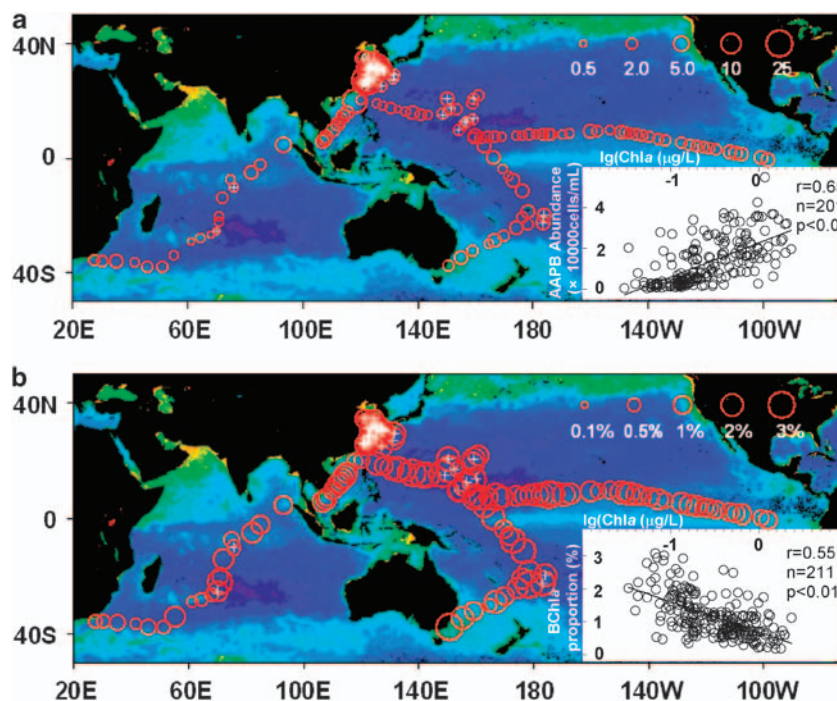 a
40N
0
40S
0.5 2.0 5.0 10 25
lg(Chla (µg/L)
-1 0
AAPB Abundance
(× 10000cells/mL)
4
2
0
p<0.0
20E 60E 100E 140E 180 140W 100W
b
40N
0
40S
0.1% 0.5% 1% 2% 3%
lg(Chla (µg/L)
-1 0
BChla
proportion (%)
3
2
1
0
r=0.55
n=211
p<0.01
20E 60E 100E 140E 180 140W 100W